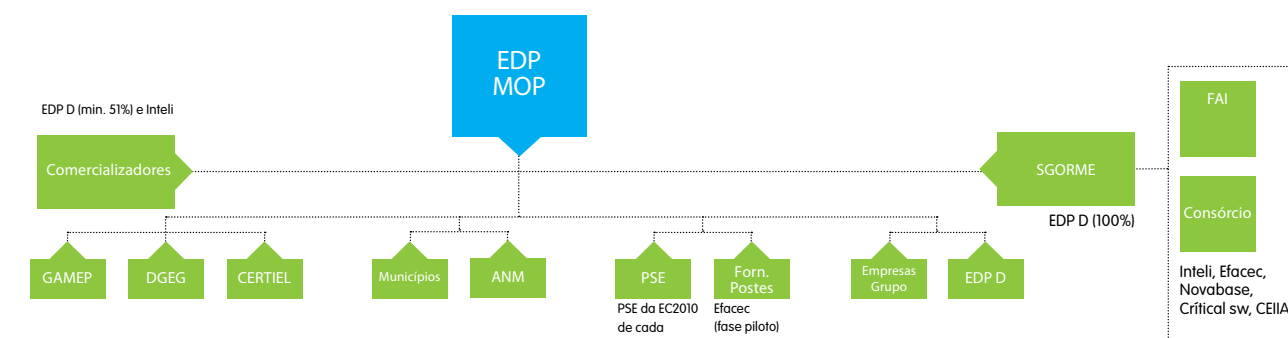 EDP
MOP
EDP D (min. 51%) e Inteli
Comercializadores
SGORME
EDP D (100%)
FAI
Consórcio
Inteli, Efacec,
Novabase,
Crítical sw, CEIIA
GAMEP
DGEG
CERTIEL
Municípios
ANM
PSE
PSE da EC2010
de cada
Forn.
Postes
Efacec
(fase piloto)
Empresas
Grupo
EDP D